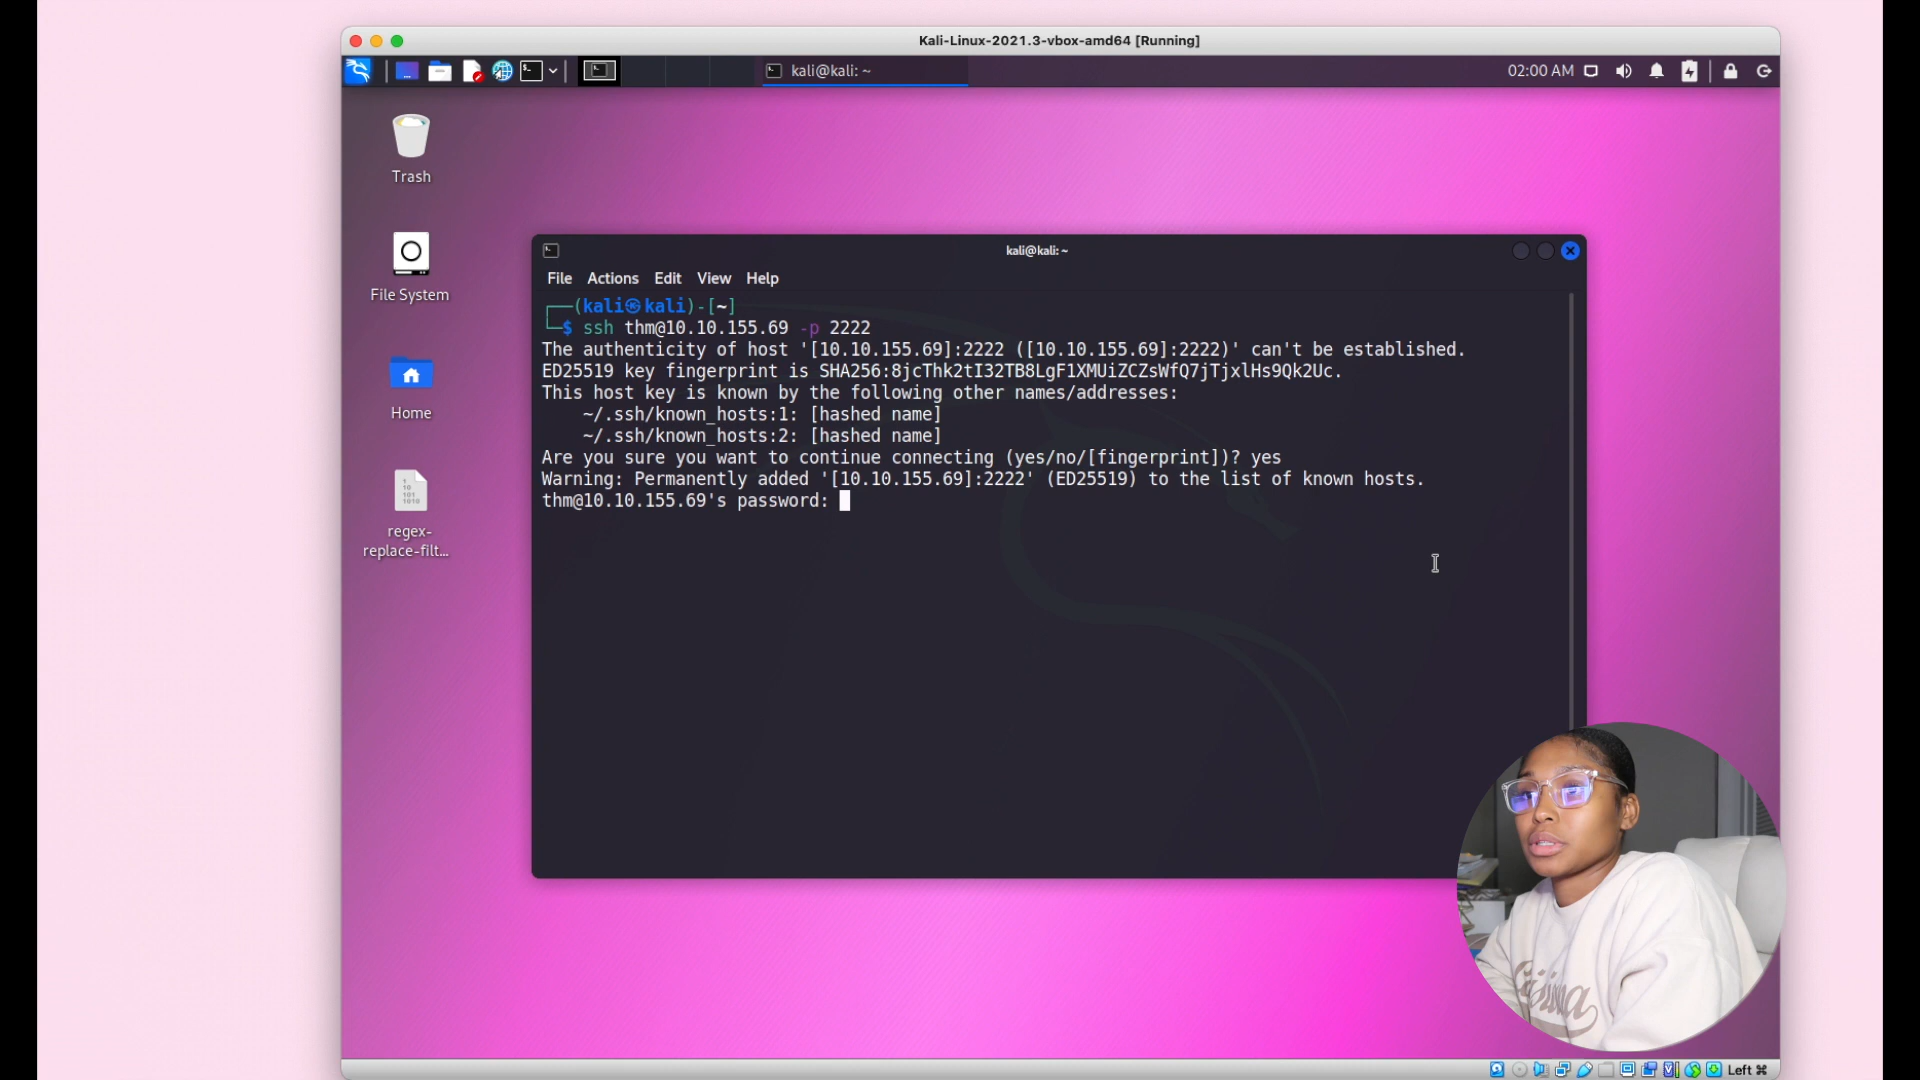 Kali-Linux-2021.3-vbox-amd64 [Running]
kali@kali: ~
02:00 AM
Trash
File System
Home
regex-
replace-filt...
kali@kali: ~
File Actions Edit View Help
(kali㉿kali)-[~]
$ ssh thm@10.10.155.69 -p 2222
The authenticity of host '[10.10.155.69]:2222 ([10.10.155.69]:2222)' can't be established.
ED25519 key fingerprint is SHA256:8jcThk2tI32TB8LgF1XMUiZCZsWfQ7jTjxlHs9Qk2Uc.
This host key is known by the following other names/addresses:
~/.ssh/known_hosts:1: [hashed name]
~/.ssh/known_hosts:2: [hashed name]
Are you sure you want to continue connecting (yes/no/[fingerprint])? yes
Warning: Permanently added '[10.10.155.69]:2222' (ED25519) to the list of known hosts.
thm@10.10.155.69's password:
Left ⌘